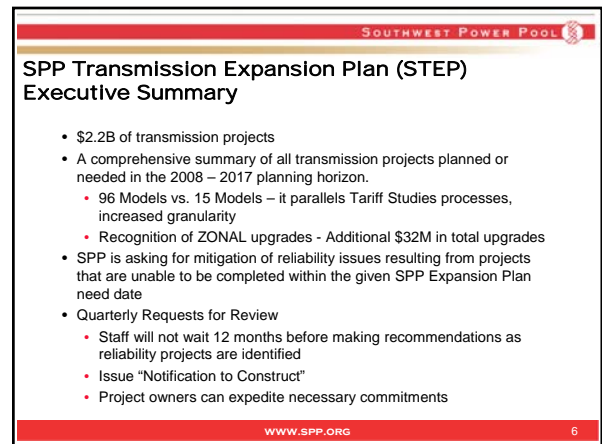 SOUTHWEST POWER POOL
SPP Transmission Expansion Plan (STEP)
Executive Summary
• $2.2B of transmission projects
• A comprehensive summary of all transmission projects planned or
needed in the 2008 – 2017 planning horizon.
• 96 Models vs. 15 Models – it parallels Tariff Studies processes,
increased granularity
• Recognition of ZONAL upgrades - Additional $32M in total upgrades
• SPP is asking for mitigation of reliability issues resulting from projects
that are unable to be completed within the given SPP Expansion Plan
need date
• Quarterly Requests for Review
• Staff will not wait 12 months before making recommendations as
reliability projects are identified
• Issue “Notification to Construct”
• Project owners can expedite necessary commitments
WWW.SPP.ORG 6